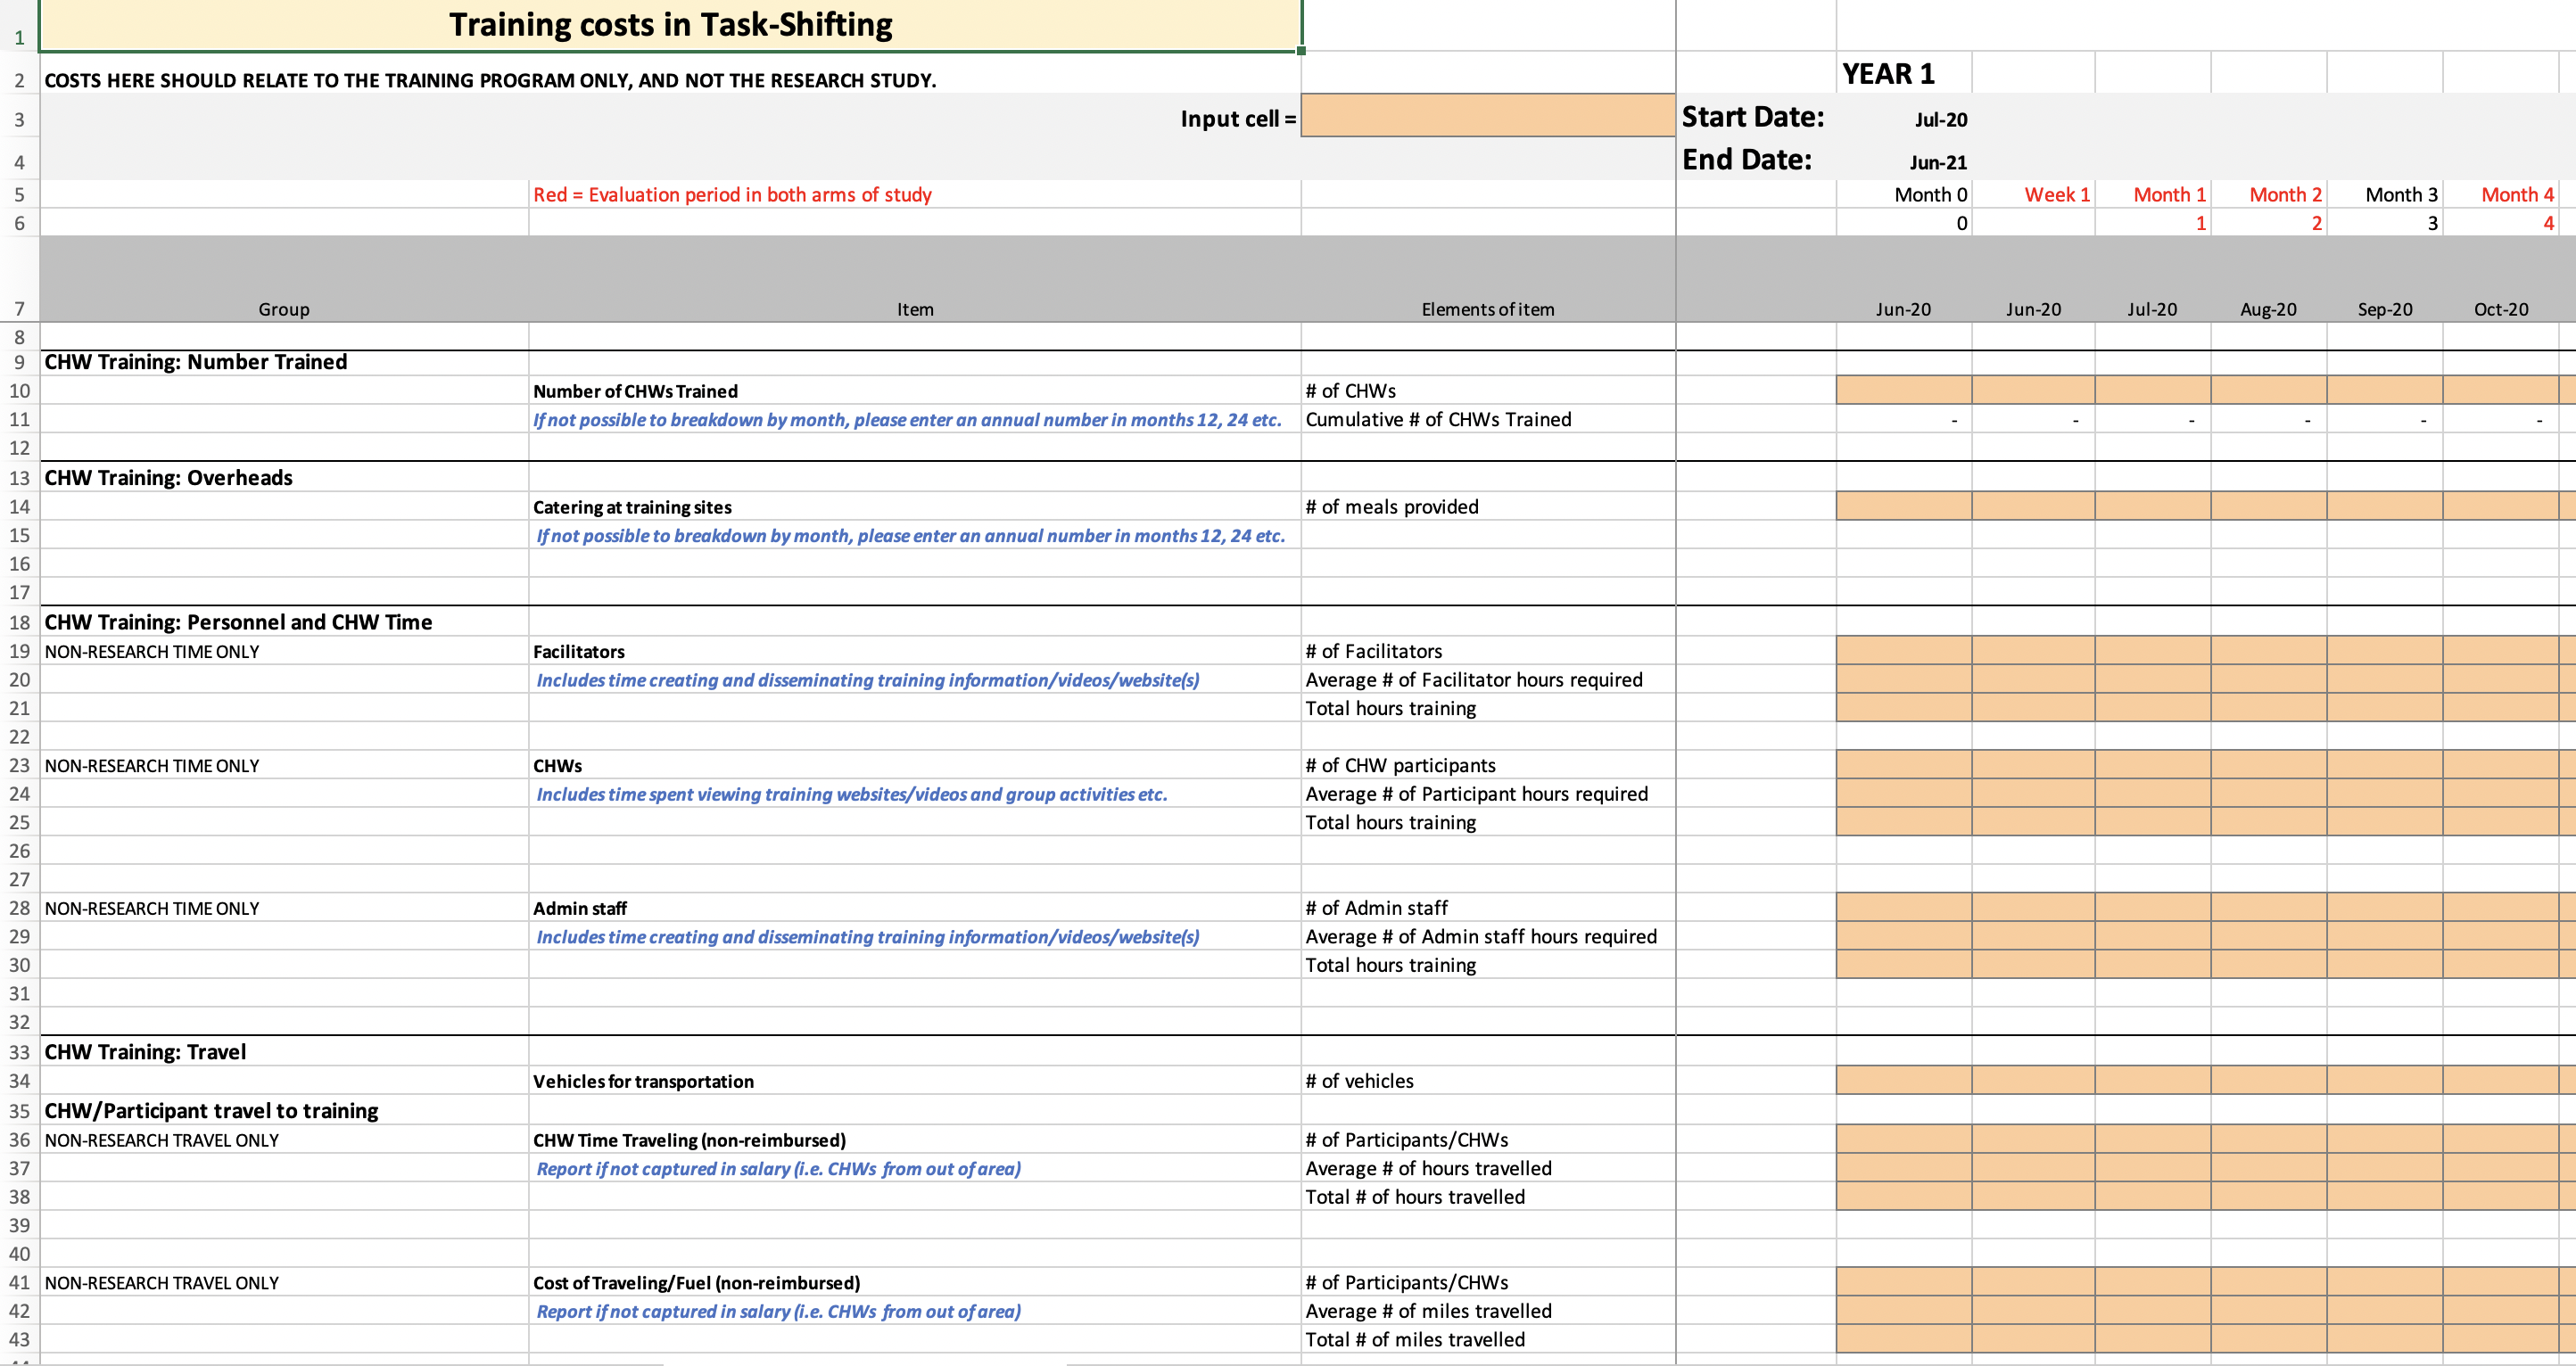 1 Training costs in Task-Shifting
2 COSTS HERE SHOULD RELATE TO THE TRAINING PROGRAM ONLY, AND NOT THE RESEARCH STUDY. YEAR 1
3 Input cell = Start Date: Jul-20
4 End Date: Jun-21
5 Red = Evaluation period in both arms of study Month 0 Week 1 Month 1 Month 2 Month 3 Month 4
6 0 1 2 3 4
7 Group Item Elements of item Jun-20 Jun-20 Jul-20 Aug-20 Sep-20 Oct-20
8
9 CHW Training: Number Trained
10 Number of CHWs Trained # of CHWs
11 If not possible to breakdown by month, please enter an annual number in months 12, 24 etc. Cumulative # of CHWs Trained - - - - - -
12
13 CHW Training: Overheads
14 Catering at training sites # of meals provided
15 If not possible to breakdown by month, please enter an annual number in months 12, 24 etc.
16
17
18 CHW Training: Personnel and CHW Time
19 NON-RESEARCH TIME ONLY Facilitators # of Facilitators
20 Includes time creating and disseminating training information/videos/website(s) Average # of Facilitator hours required
21 Total hours training
22
23 NON-RESEARCH TIME ONLY CHWs # of CHW participants
24 Includes time spent viewing training websites/videos and group activities etc. Average # of Participant hours required
25 Total hours training
26
27
28 NON-RESEARCH TIME ONLY Admin staff # of Admin staff
29 Includes time creating and disseminating training information/videos/website(s) Average # of Admin staff hours required
30 Total hours training
31
32
33 CHW Training: Travel
34 Vehicles for transportation # of vehicles
35 CHW/Participant travel to training
36 NON-RESEARCH TRAVEL ONLY CHW Time Traveling (non-reimbursed) # of Participants/CHWs
37 Report if not captured in salary (i.e. CHWs from out of area) Average # of hours travelled
38 Total # of hours travelled
39
40
41 NON-RESEARCH TRAVEL ONLY Cost of Traveling/Fuel (non-reimbursed) # of Participants/CHWs
42 Report if not captured in salary (i.e. CHWs from out of area) Average # of miles travelled
43 Total # of miles travelled